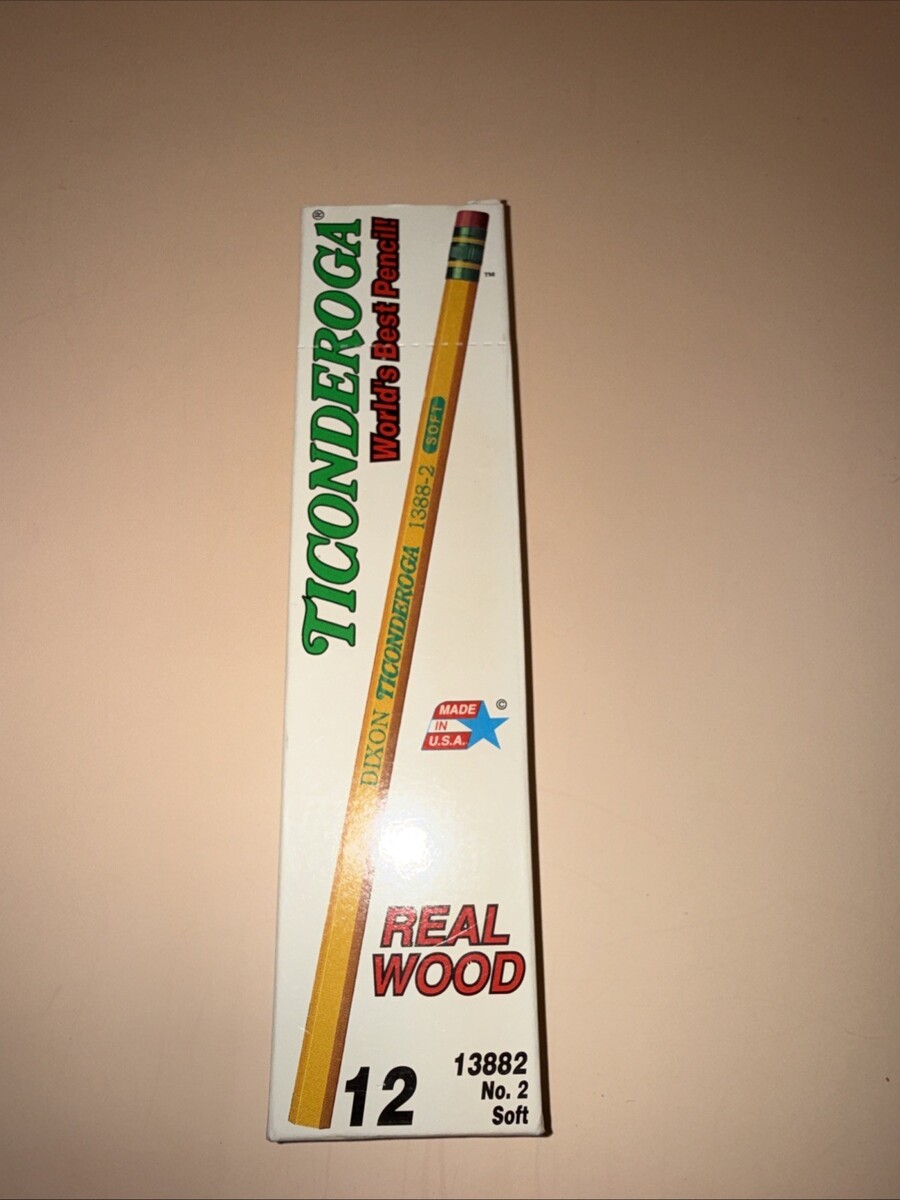 TICONDEROGA®
World's Best Pencil!
™
DIXON TICONDEROGA 1388-2 SOFT
MADE
IN
U.S.A.
©
REAL
WOOD
12
13882
No. 2
Soft